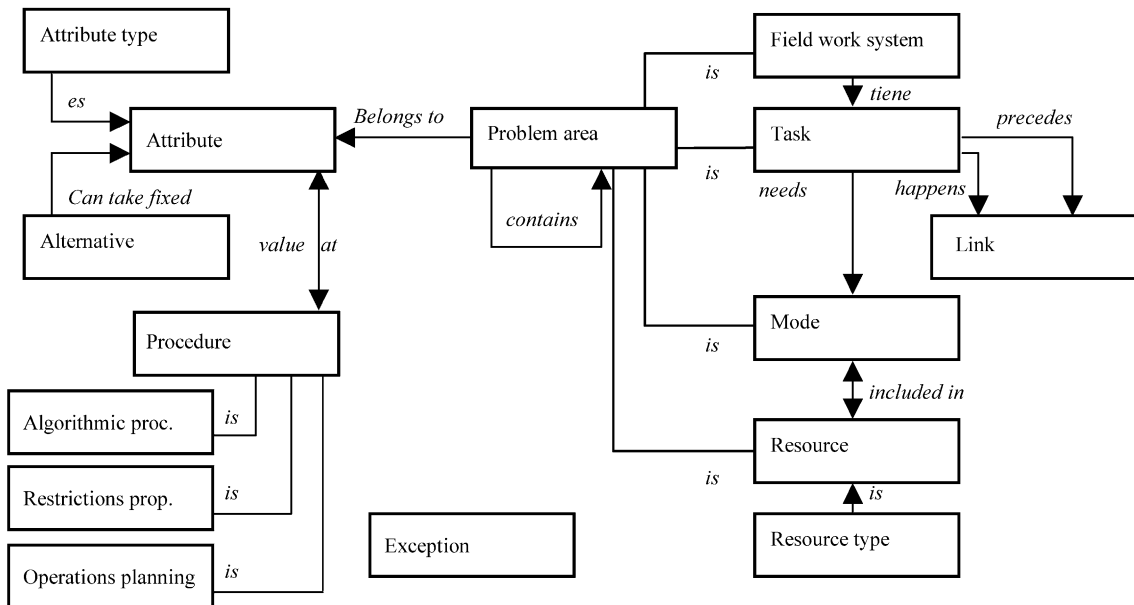 Attribute type
Field work system
is
es
tiene
Belongs to
precedes
Attribute
Problem area
Task
is
needs
happens
Can take fixed
contains
Alternative
value at
Link
Procedure
Mode
is
included in
Algorithmic proc.
is
Resource
is
is
Restrictions prop.
is
Exception
Resource type
Operations planning
is